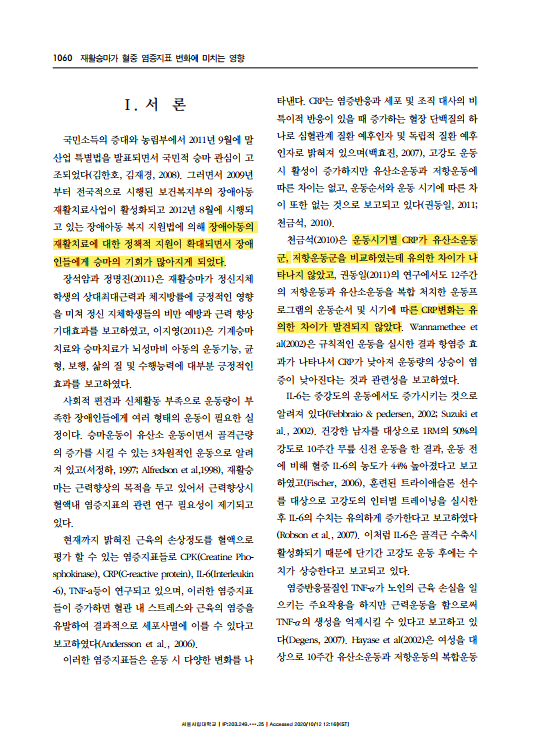 1060 재활승마가 혈중 염증지표 변화에 미치는 영향
Ⅰ. 서 론
국민소득의 증대와 농림부에서 2011년 9월에 말
산업 특별법을 발표되면서 국민적 승마 관심이 고
조되었다(김한호, 김재경, 2008). 그러면서 2009년
부터 전국적으로 시행된 보건복지부의 장애아동
재활치료사업이 활성화되고 2012년 8월에 시행되
고 있는 장애아동 복지 지원법에 의해 장애아동의
재활치료에 대한 정책적 지원이 확대되면서 장애
인들에게 승마의 기회가 많아지게 되었다.
장석암과 정명진(2011)은 재활승마가 정신지체
학생의 상대최대근력과 체지방률에 긍정적인 영향
을 미쳐 정신 지체학생들의 비만 예방과 근력 향상
기대효과를 보고하였고, 이지영(2011)은 기계승마
치료와 승마치료가 뇌성마비 아동의 운동기능, 균
형, 보행, 삶의 질 및 수행능력에 대부분 긍정적인
효과를 보고하였다.
사회적 편견과 신체활동 부족으로 운동량이 부
족한 장애인들에게 여러 형태의 운동이 필요한 실
정이다. 승마운동이 유산소 운동이면서 골격근량
의 증가를 시킬 수 있는 3차원적인 운동으로 알려
져 있고(서정하, 1997; Alfredson et al,1998), 재활승
마는 근력향상의 목적을 두고 있어서 근력향상시
혈액내 염증지표의 관련 연구 필요성이 제기되고
있다.
현재까지 밝혀진 근육의 손상정도를 혈액으로
평가 할 수 있는 염증지표들로 CPK(Creatine Pho-
sphokinase), CRP(C-reactive protein), IL-6(Interleukin
-6), TNF-a등이 연구되고 있으며, 이러한 염증지표
들이 증가하면 혈관 내 스트레스와 근육의 염증을
유발하여 결과적으로 세포사멸에 이를 수 있다고
보고하였다(Andersson et al., 2006).
이러한 염증지표들은 운동 시 다양한 변화를 나
타낸다. CRP는 염증반응과 세포 및 조직 대사의 비
특이적 반응이 있을 때 증가하는 혈장 단백질의 하
나로 심혈관계 질환 예후인자 및 독립적 질환 예후
인자로 밝혀져 있으며(백효진, 2007), 고강도 운동
시 활성이 증가하지만 유산소운동과 저항운동에
따른 차이는 없고, 운동순서와 운동 시기에 따른 차
이 또한 없는 것으로 보고되고 있다(권동일, 2011;
천금석, 2010).
천금석(2010)은 운동시기별 CRP가 유산소운동
군, 저항운동군을 비교하였는데 유의한 차이가 나
타나지 않았고, 권동일(2011)의 연구에서도 12주간
의 저항운동과 유산소운동을 복합 처치한 운동프
로그램의 운동순서 및 시기에 따른 CRP변화는 유
의한 차이가 발견되지 않았다. Wannamethee et
al(2002)은 규칙적인 운동을 실시한 결과 항염증 효
과가 나타나서 CRP가 낮아져 운동량의 상승이 염
증이 낮아진다는 것과 관련성을 보고하였다.
IL-6는 중강도의 운동에서도 증가시키는 것으로
알려져 있다(Febbraio & pedersen, 2002; Suzuki et
al., 2002). 건강한 남자를 대상으로 1RM의 50%의
강도로 10주간 무릎 신전 운동을 한 결과, 운동 전
에 비해 혈중 IL-6의 농도가 44% 높아졌다고 보고
하였고(Fischer, 2006), 훈련된 트라이애슬론 선수
를 대상으로 고강도의 인터벌 트레이닝을 실시한
후 IL-6의 수치는 유의하게 증가한다고 보고하였다
(Robson et al., 2007). 이처럼 IL-6은 골격근 수축시
활성화되기 때문에 단기간 고강도 운동 후에는 수
치가 상승한다고 보고되고 있다.
염증반응물질인 TNF-α가 노인의 근육 손실을 일
으키는 주요작용을 하지만 근력운동을 함으로써
TNF-α의 생성을 억제시킬 수 있다고 보고하고 있
다(Degens, 2007). Hayase et al(2002)은 여성을 대
상으로 10주간 유산소운동과 저항운동의 복합운동
서울시립대학교 | IP:203.249.***.25 | Accessed 2020/10/12 12:16(KST)